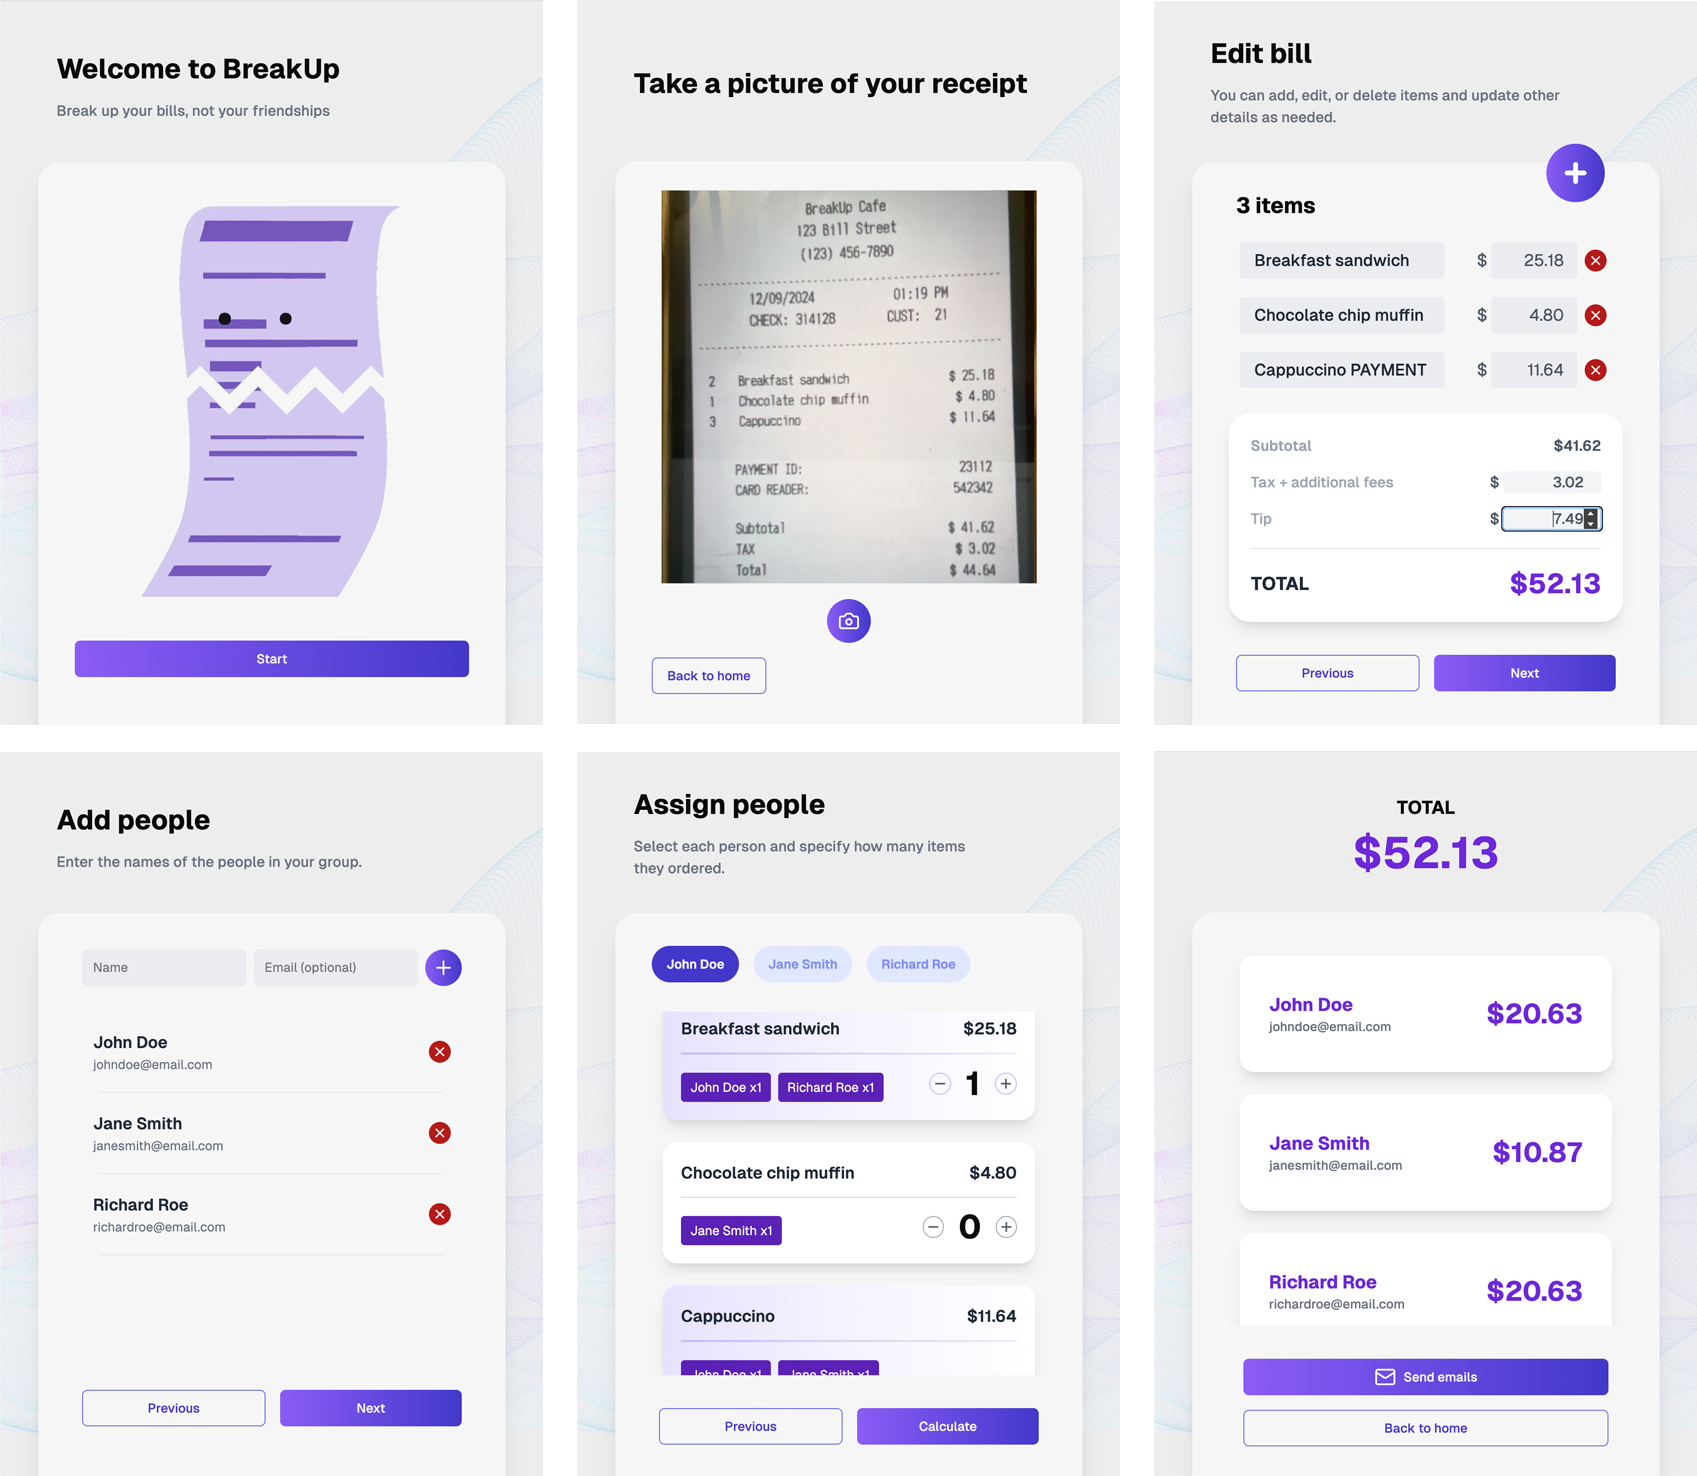 Welcome to BreakUp
Break up your bills, not your friendships
Start
Take a picture of your receipt
BreakUp Cafe
123 Bill Street
(123) 456-7890
12/09/2024 01:19 PM
CHECK: 314128 CUST: 21
2 Breakfast sandwich $ 25.18
1 Chocolate chip muffin $ 4.80
3 Cappuccino $ 11.64
PAYMENT ID: 23112
CARD READER: 542342
Subtotal $ 41.62
TAX $ 3.02
Total $ 44.64
Back to home
Edit bill
You can add, edit, or delete items and update other
details as needed.
3 items
Breakfast sandwich $ 25.18
Chocolate chip muffin $ 4.80
Cappuccino PAYMENT $ 11.64
Subtotal $41.62
Tax + additional fees $ 3.02
Tip $ 7.49
TOTAL $52.13
Previous Next
Add people
Enter the names of the people in your group.
Name Email (optional)
John Doe
johndoe@email.com
Jane Smith
janesmith@email.com
Richard Roe
richardroe@email.com
Previous Next
Assign people
Select each person and specify how many items
they ordered.
John Doe Jane Smith Richard Roe
Breakfast sandwich $25.18
John Doe x1 Richard Roe x1 1
Chocolate chip muffin $4.80
Jane Smith x1 0
Cappuccino $11.64
John Doe x1 Jane Smith x1
Previous Calculate
TOTAL
$52.13
John Doe
johndoe@email.com
$20.63
Jane Smith
janesmith@email.com
$10.87
Richard Roe
richardroe@email.com
$20.63
Send emails
Back to home